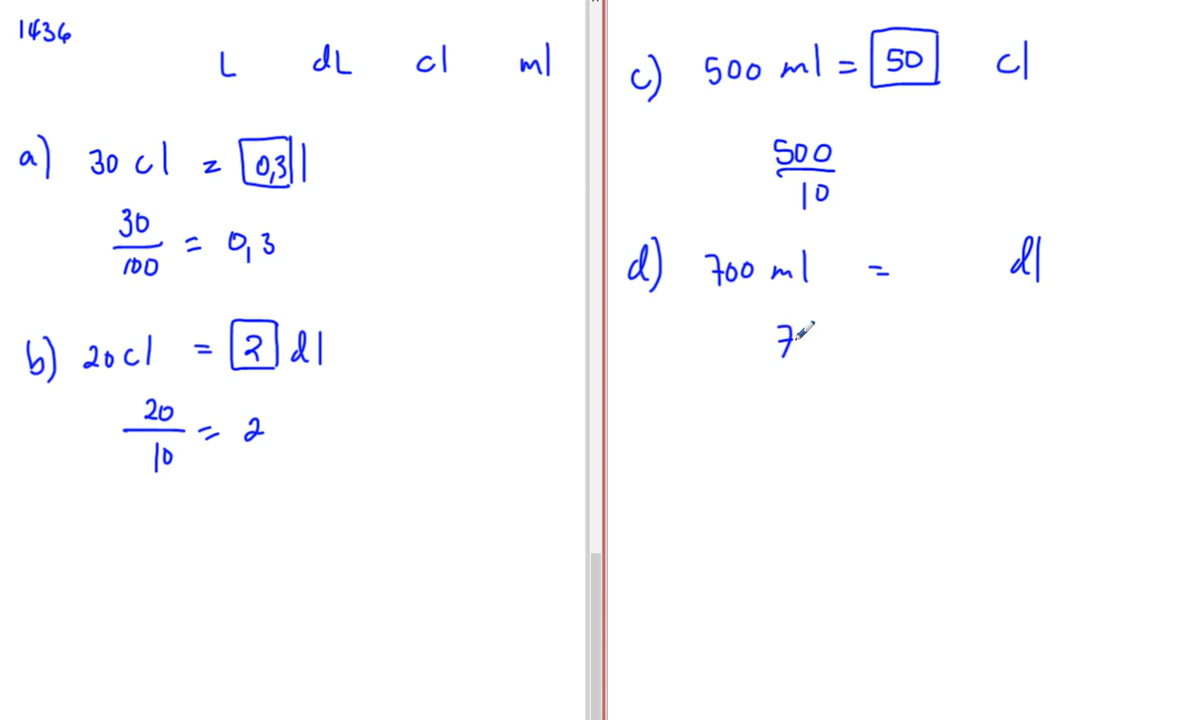 1436
L dL cl ml
a) 30 cl = 0,3 l
30/100 = 0,3
b) 20 cl = 2 dl
20/10 = 2
c) 500 ml = 50 cl
500/10
d) 700 ml = dl
7